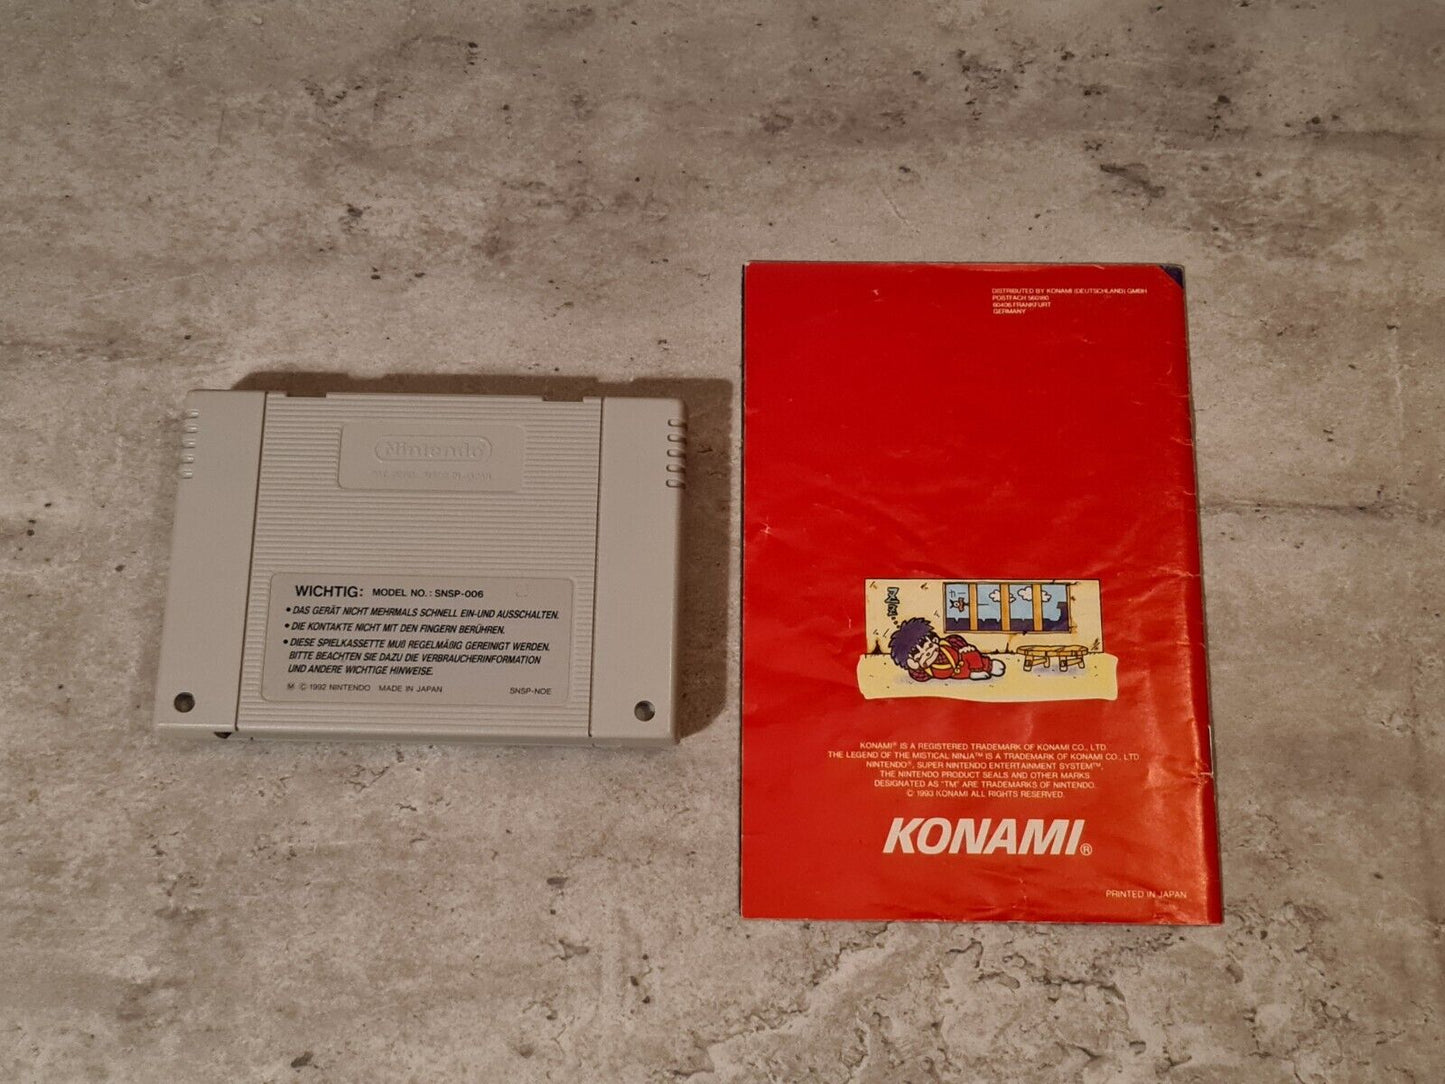 Nintendo
WICHTIG: MODEL NO.: SNSP-006
• DAS GERÄT NICHT MEHRMALS SCHNELL EIN-UND AUSSCHALTEN.
• DIE KONTAKTE NICHT MIT DEN FINGERN BERÜHREN.
• DIESE SPIELKASSETTE MUß REGELMÄßIG GEREINIGT WERDEN.
BITTE BEACHTEN SIE DAZU DIE VERBRAUCHERINFORMATION
UND ANDERE WICHTIGE HINWEISE.
M © 1992 NINTENDO MADE IN JAPAN SNSP-NOE
DISTRIBUTED BY KONAMI (DEUTSCHLAND) GMBH
POSTFACH 560180
60406 FRANKFURT
GERMANY
KONAMI® IS A REGISTERED TRADEMARK OF KONAMI CO., LTD.
THE LEGEND OF THE MISTICAL NINJA™ IS A TRADEMARK OF KONAMI CO., LTD.
NINTENDO®, SUPER NINTENDO ENTERTAINMENT SYSTEM™,
THE NINTENDO PRODUCT SEALS AND OTHER MARKS
DESIGNATED AS "TM" ARE TRADEMARKS OF NINTENDO.
© 1993 KONAMI ALL RIGHTS RESERVED.
KONAMI®
PRINTED IN JAPAN